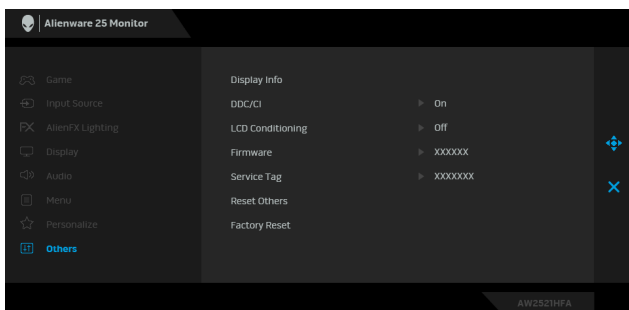 Alienware 25 Monitor
Game
Input Source
AlienFX Lighting
Display
Audio
Menu
Personalize
Others
Display Info
DDC/CI On
LCD Conditioning Off
Firmware XXXXXX
Service Tag XXXXXXX
Reset Others
Factory Reset
AW2521HFA